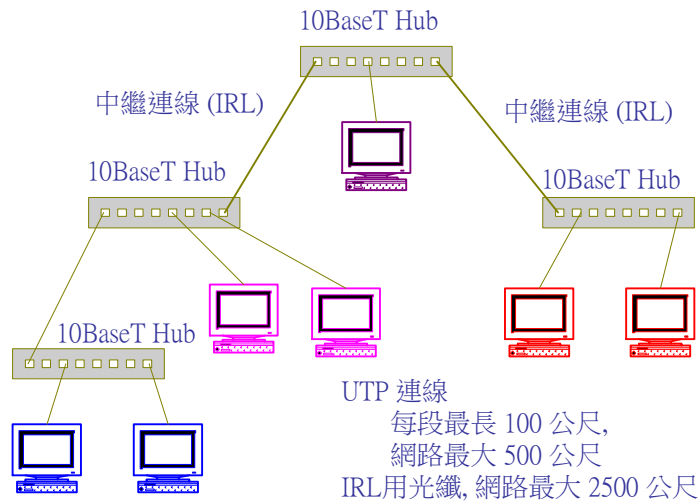 10BaseT Hub
中繼連線 (IRL)
中繼連線 (IRL)
10BaseT Hub
10BaseT Hub
10BaseT Hub
UTP 連線
每段最長 100 公尺,
網路最大 500 公尺
IRL用光纖, 網路最大 2500 公尺